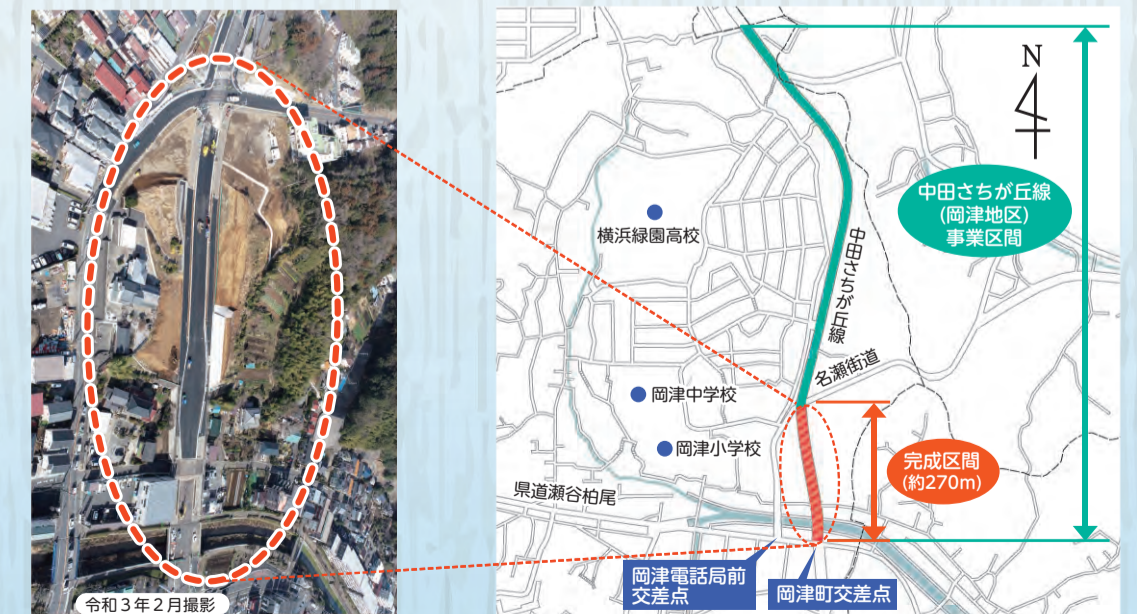 令和3年2月撮影
N
中田さちが丘線
(岡津地区)
事業区間
横浜緑園高校
中田さちが丘線
名瀬街道
岡津中学校
岡津小学校
完成区間
(約270m)
県道瀬谷柏尾
岡津電話局前
交差点
岡津町交差点